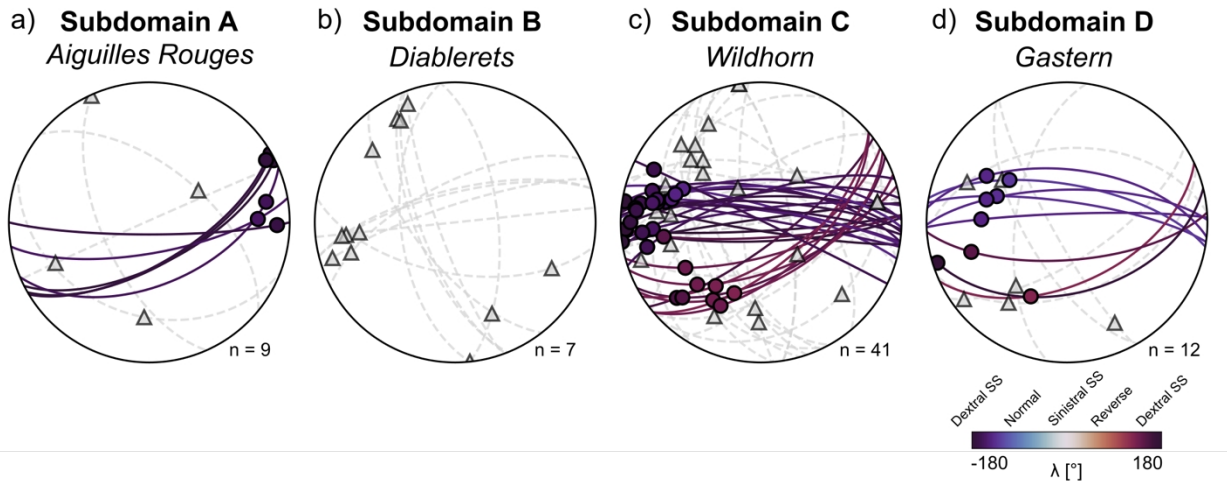 a) Subdomain A
Aiguilles Rouges
n = 9
b) Subdomain B
Diablerets
n = 7
c) Subdomain C
Wildhorn
n = 41
d) Subdomain D
Gastern
n = 12
Dextral SS
Normal
Sinistral SS
Reverse
Dextral SS
-180 180
λ [°]